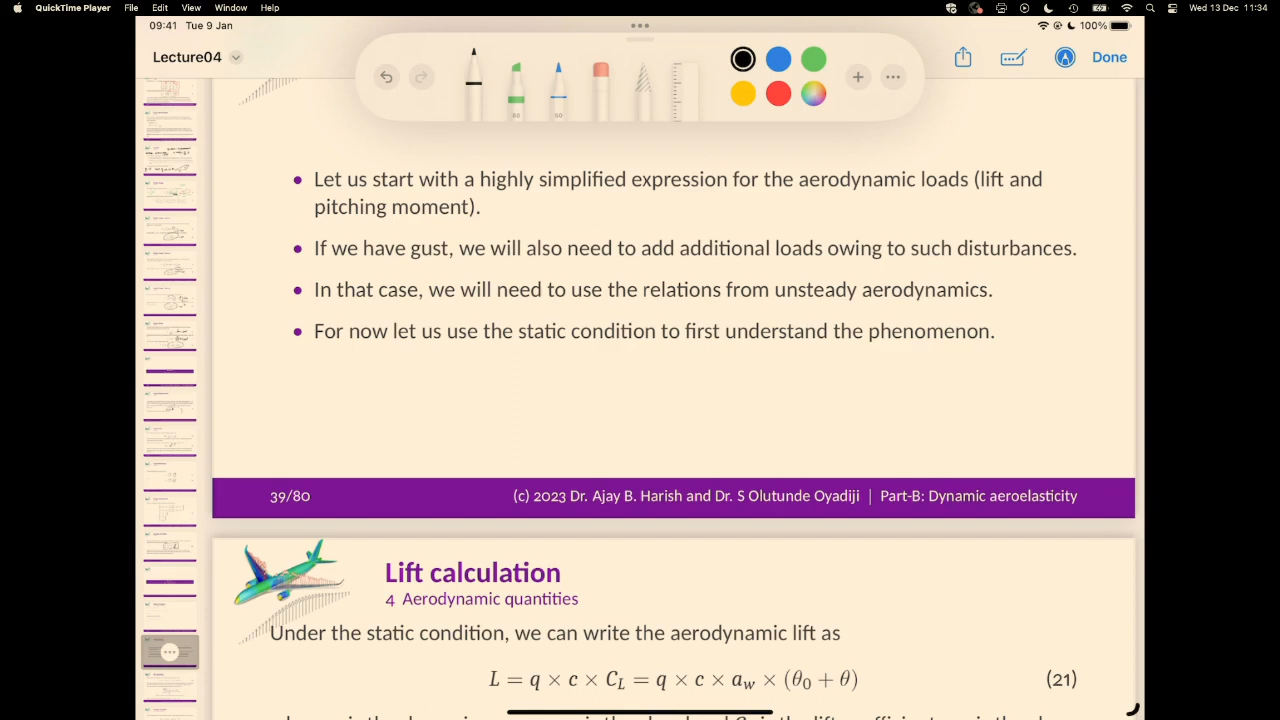 QuickTime Player File Edit View Window Help Wed 13 Dec 11:34
09:41 Tue 9 Jan 100%
Lecture04 Done
Let us start with a highly simplified expression for the aerodynamic loads (lift and
pitching moment).
If we have gust, we will also need to add additional loads owing to such disturbances.
In that case, we will need to use the relations from unsteady aerodynamics.
For now let us use the static condition to first understand the phenomenon.
39/80 (c) 2023 Dr. Ajay B. Harish and Dr. S Olutunde Oyadiji | Part-B: Dynamic aeroelasticity
Lift calculation
4 Aerodynamic quantities
Under the static condition, we can write the aerodynamic lift as
L = q × c × C_L = q × c × a_w × (θ_0 + θ) (21)